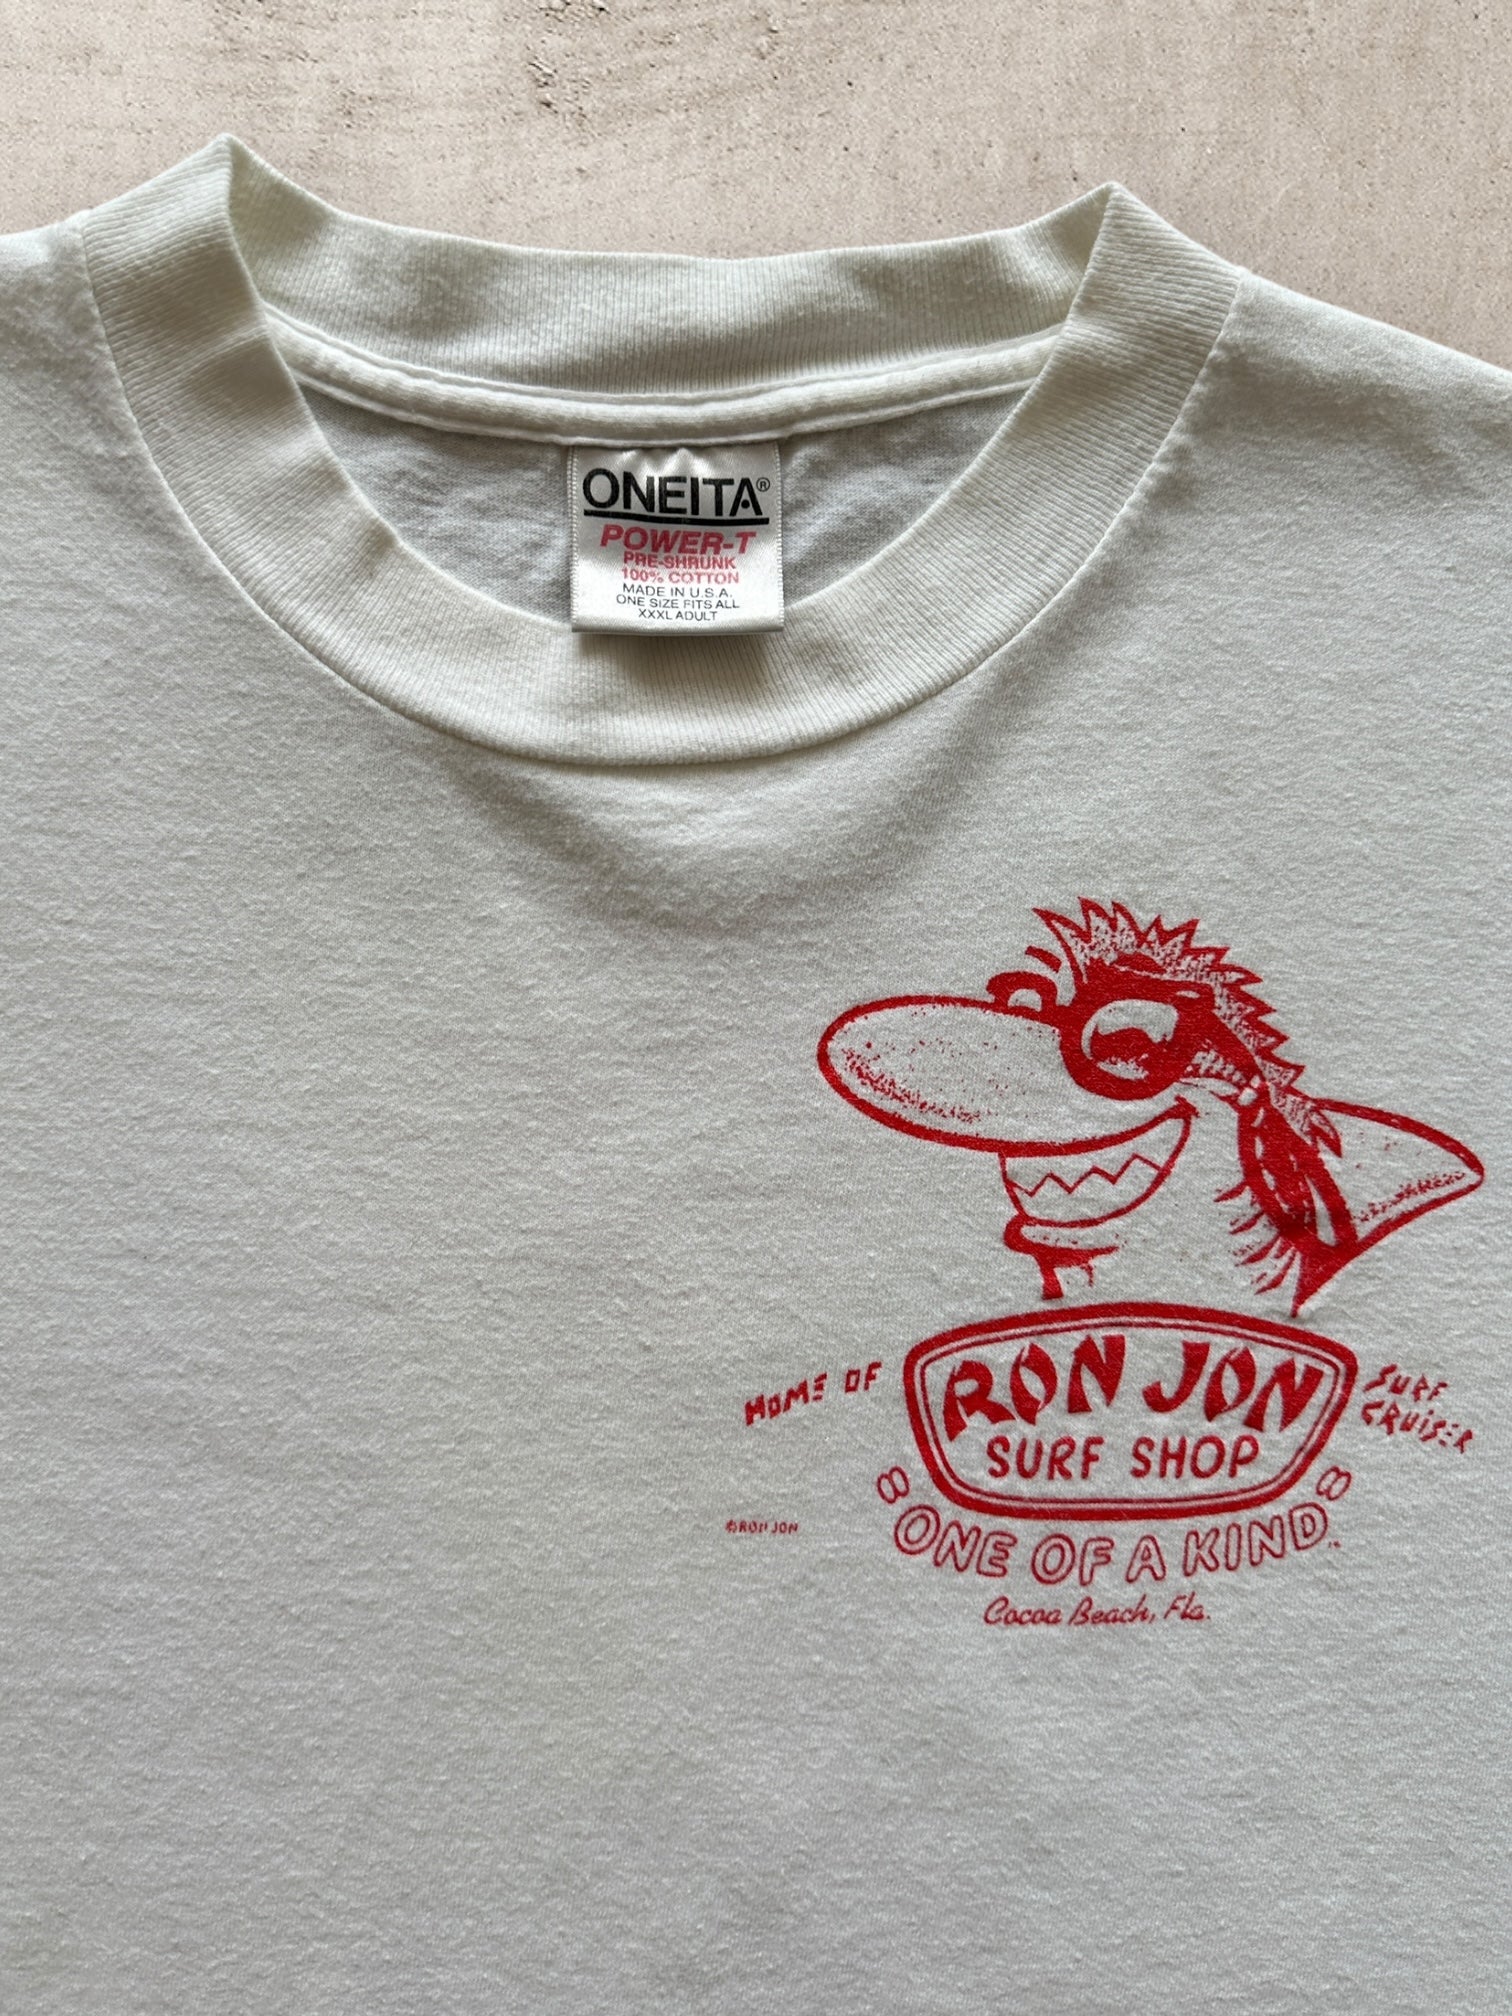 ONEITA®
POWER-T
PRE-SHRUNK
100% COTTON
MADE IN U.S.A.
ONE SIZE FITS ALL
XXXL ADULT
HOME OF
RON JON
SURF SHOP
SURF
CRUISER
"ONE OF A KIND"™
©RON JON
Cocoa Beach, Fla.